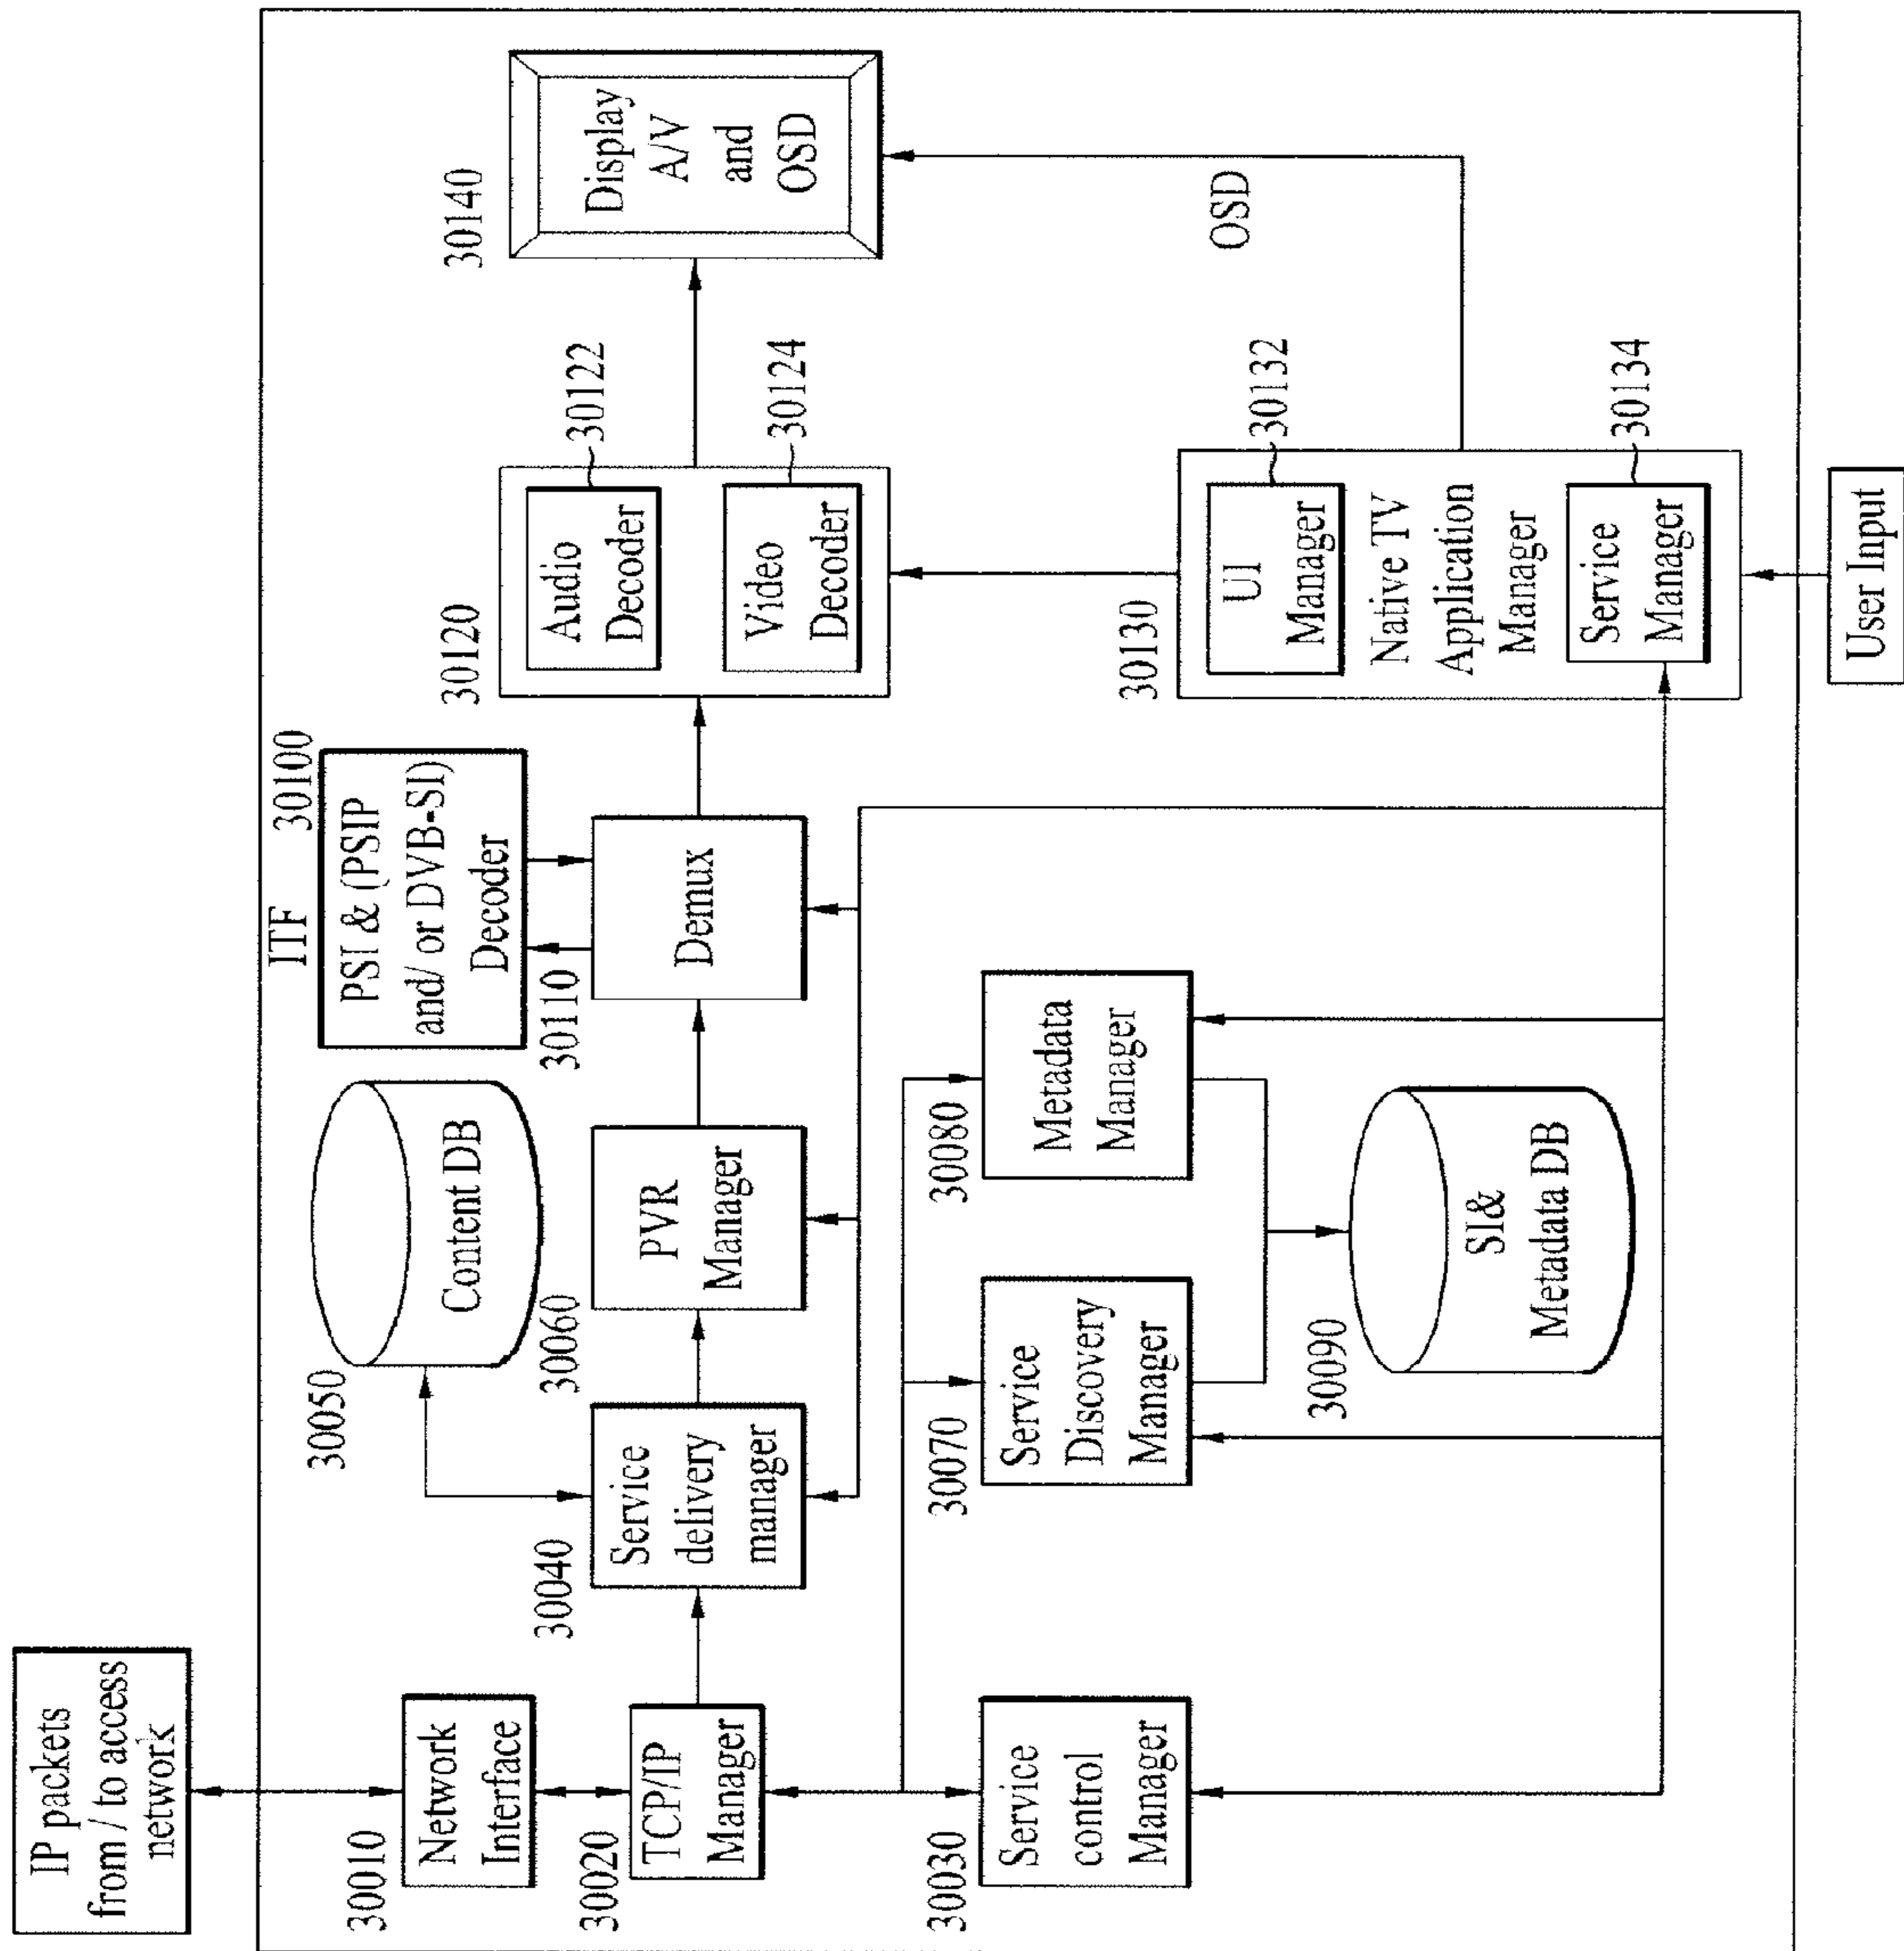 ITF
IP packets
from / to access
network
30010
Network
Interface
30020
TCP/IP
Manager
30030
Service
control
Manager
30040
Service
delivery
manager
30050
Content DB
30060
PVR
Manager
30070
Service
Discovery
Manager
30080
Metadata
Manager
30090
SI&
Metadata DB
30100
PSI & (PSIP
and/ or DVB-SI)
Decoder
30110
Demux
30120
Audio
Decoder
30122
Video
Decoder
30124
30130
UI
Manager
30132
Native TV
Application
Manager
Service
Manager
30134
User Input
30140
Display
A/V
and
OSD
OSD